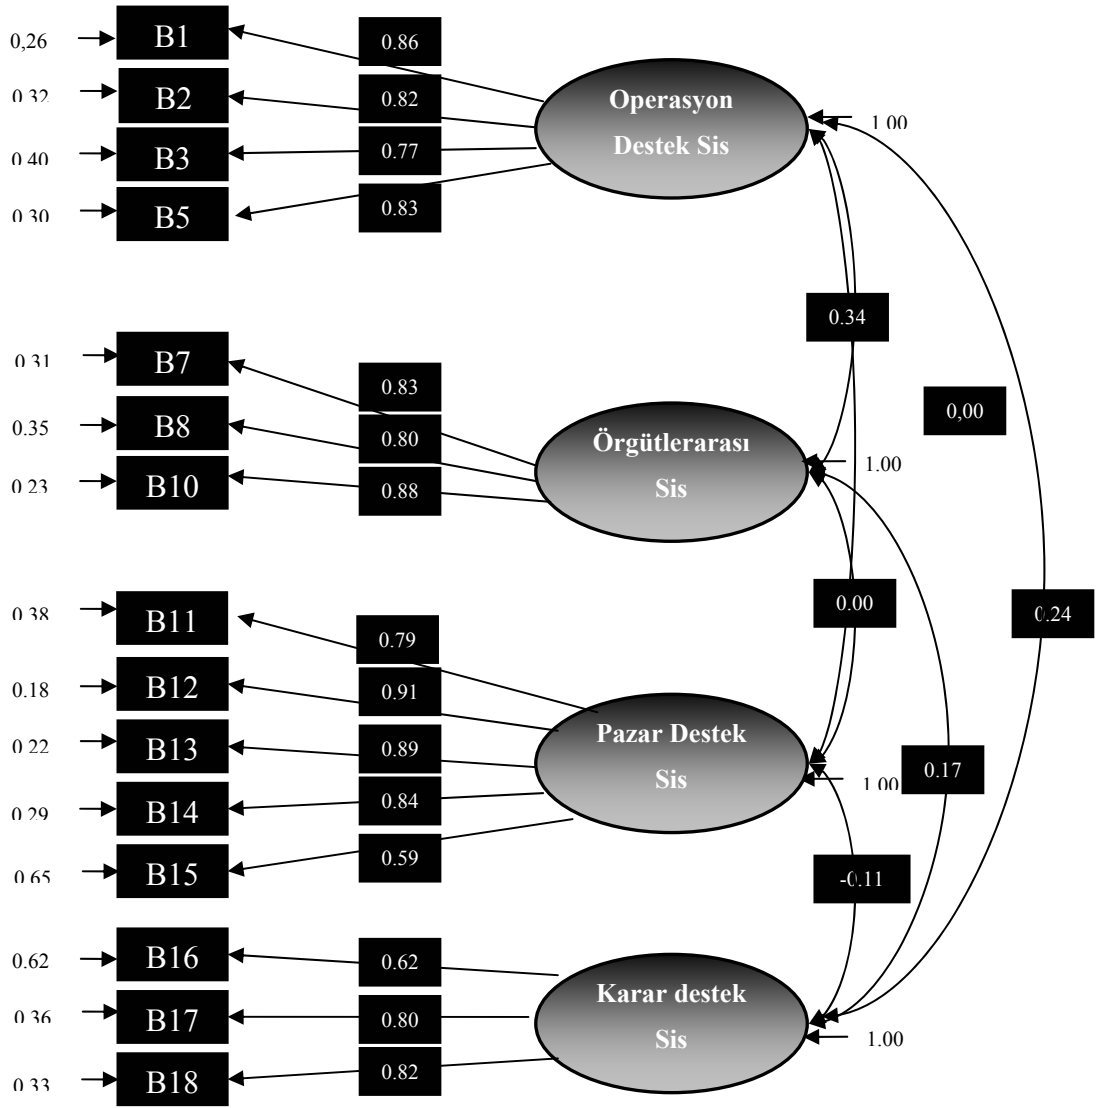 0,26
B1
0.86
0.32
B2
0.82
0.40
B3
0.77
0.30
B5
0.83
Operasyon
Destek Sis
1.00
0.34
0.31
B7
0.83
0.35
B8
0.80
0.23
B10
0.88
Örgütlerarası
Sis
1.00
0,00
0.00
0.24
0.38
B11
0.79
0.18
B12
0.91
0.22
B13
0.89
0.29
B14
0.84
0.65
B15
0.59
Pazar Destek
Sis
1.00
0.17
-0.11
0.62
B16
0.62
0.36
B17
0.80
0.33
B18
0.82
Karar destek
Sis
1.00